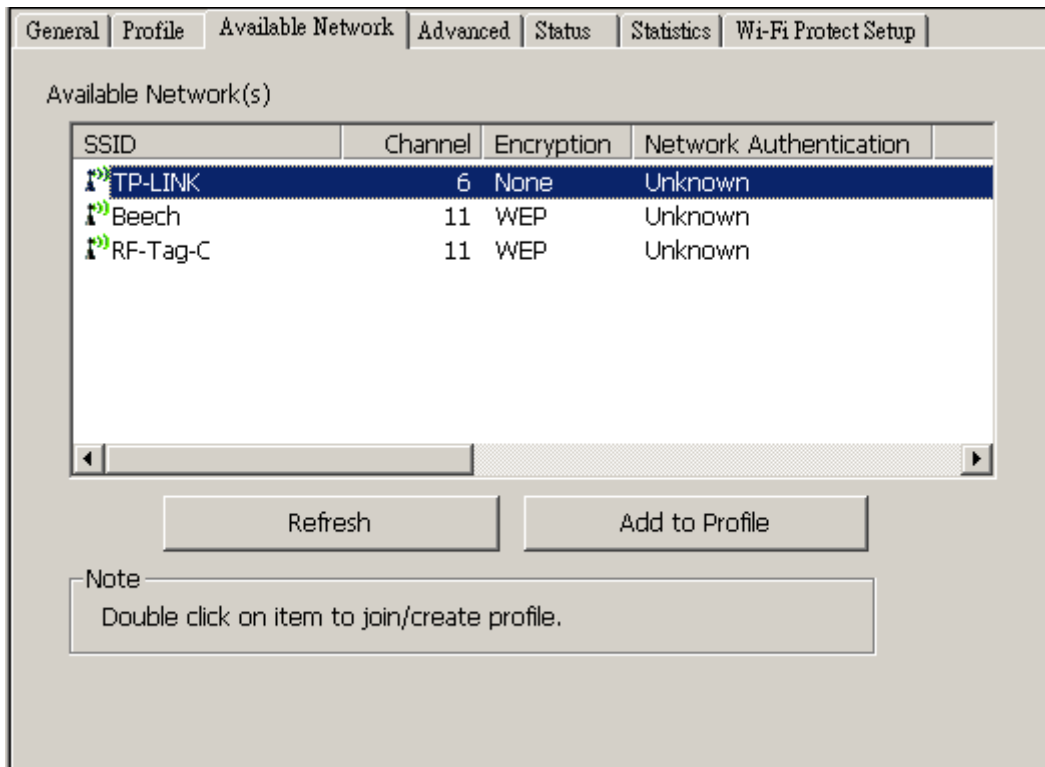 General Profile Available Network Advanced Status Statistics Wi-Fi Protect Setup
Available Network(s)
SSID Channel Encryption Network Authentication
TP-LINK 6 None Unknown
Beech 11 WEP Unknown
RF-Tag-C 11 WEP Unknown
Refresh Add to Profile
Note
Double click on item to join/create profile.